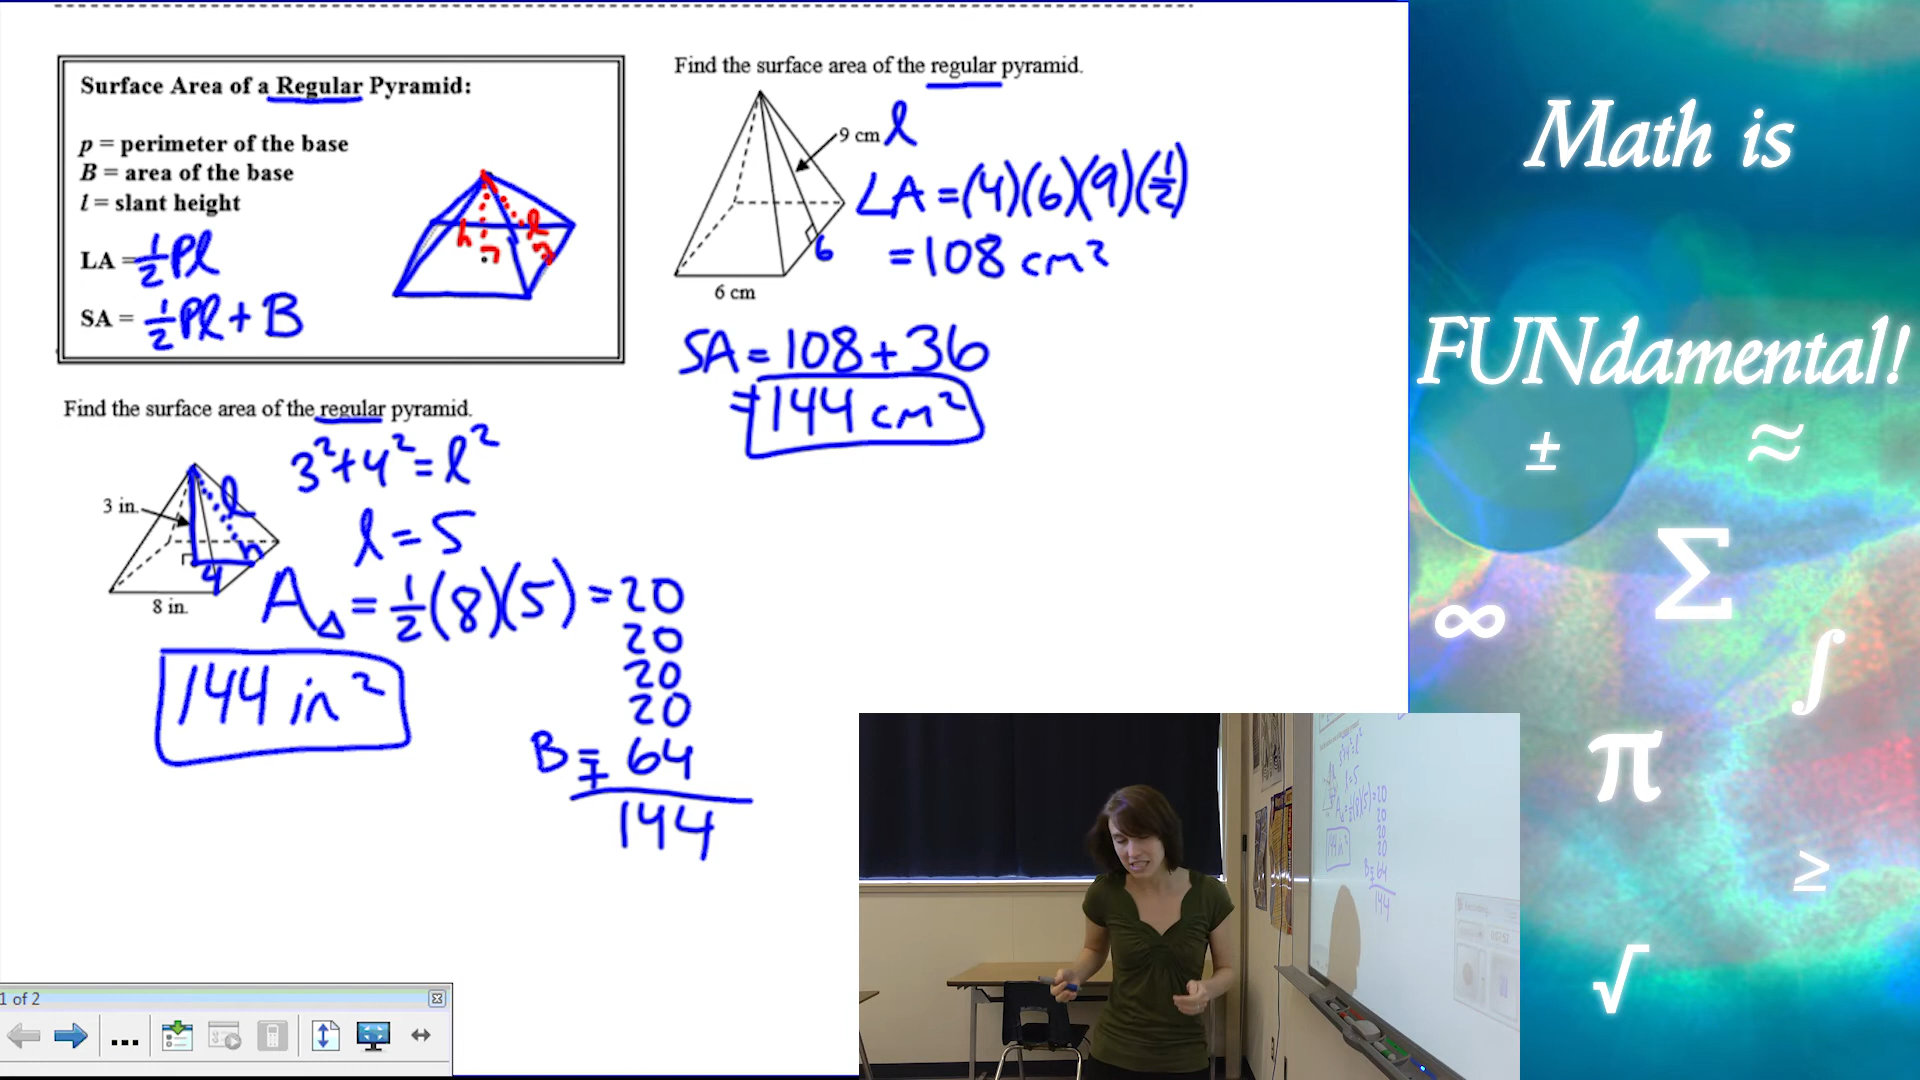 Surface Area of a Regular Pyramid:
p = perimeter of the base
B = area of the base
l = slant height
LA = ½Pl
SA = ½Pl + B
h
l
Find the surface area of the regular pyramid.
9 cm l
6
6 cm
LA = (4)(6)(9)(½)
= 108 cm²
SA = 108 + 36
= 144 cm²
Find the surface area of the regular pyramid.
3 in.
l
4
8 in.
3² + 4² = l²
l = 5
A△ = ½(8)(5) = 20
20
20
20
B = + 64
144
144 in²
1 of 2
...
Math is
FUNdamental!
± ≈
Σ
∞
∫
π
≥
√